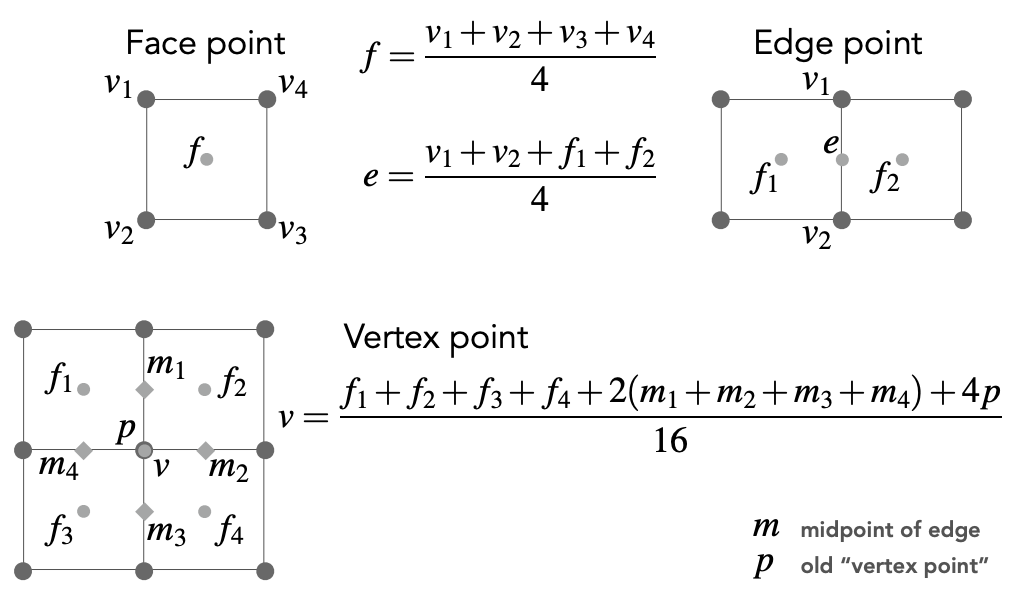 Face point
v1 v4
f
v2 v3
f = (v1 + v2 + v3 + v4) / 4
e = (v1 + v2 + f1 + f2) / 4
Edge point
v1
e
f1 f2
v2
f1 m1 f2
p
m4 v m2
f3 m3 f4
Vertex point
v = (f1 + f2 + f3 + f4 + 2(m1 + m2 + m3 + m4) + 4p) / 16
m midpoint of edge
p old “vertex point”